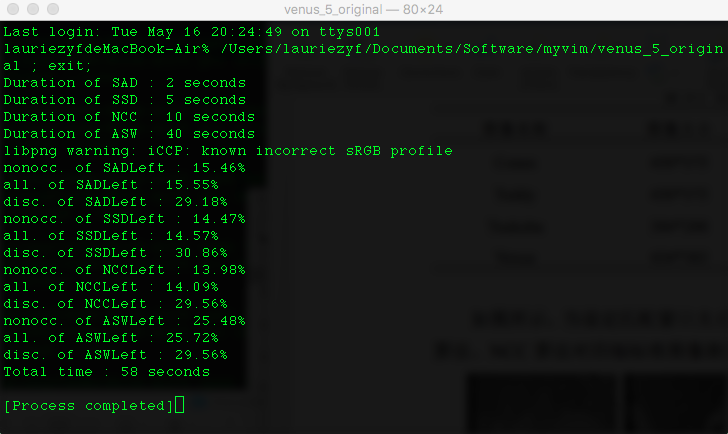 venus_5_original — 80×24
Last login: Tue May 16 20:24:49 on ttys001
lauriezyfdeMacBook-Air% /Users/lauriezyf/Documents/Software/myvim/venus_5_origin
al ; exit;
Duration of SAD : 2 seconds
Duration of SSD : 5 seconds
Duration of NCC : 10 seconds
Duration of ASW : 40 seconds
libpng warning: iCCP: known incorrect sRGB profile
nonocc. of SADLeft : 15.46%
all. of SADLeft : 15.55%
disc. of SADLeft : 29.18%
nonocc. of SSDLeft : 14.47%
all. of SSDLeft : 14.57%
disc. of SSDLeft : 30.86%
nonocc. of NCCLeft : 13.98%
all. of NCCLeft : 14.09%
disc. of NCCLeft : 29.56%
nonocc. of ASWLeft : 25.48%
all. of ASWLeft : 25.72%
disc. of ASWLeft : 29.56%
Total time : 58 seconds
[Process completed]